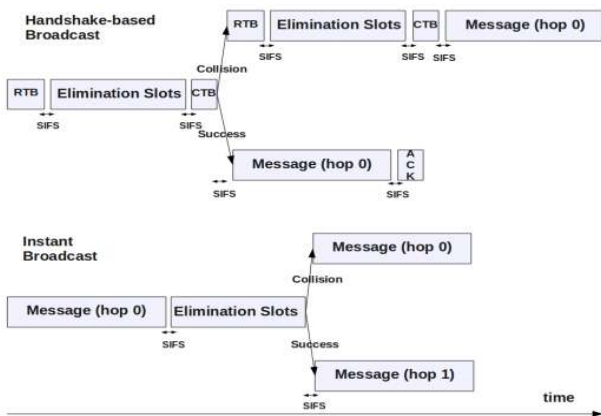 Handshake-based
Broadcast
RTB
Elimination Slots
CTB
Message (hop 0)
SIFS
SIFS
SIFS
Collision
RTB
Elimination Slots
CTB
SIFS
SIFS
Success
Message (hop 0)
A
C
K
SIFS
SIFS
Instant
Broadcast
Message (hop 0)
Collision
Message (hop 0)
Elimination Slots
SIFS
Success
Message (hop 1)
SIFS
time